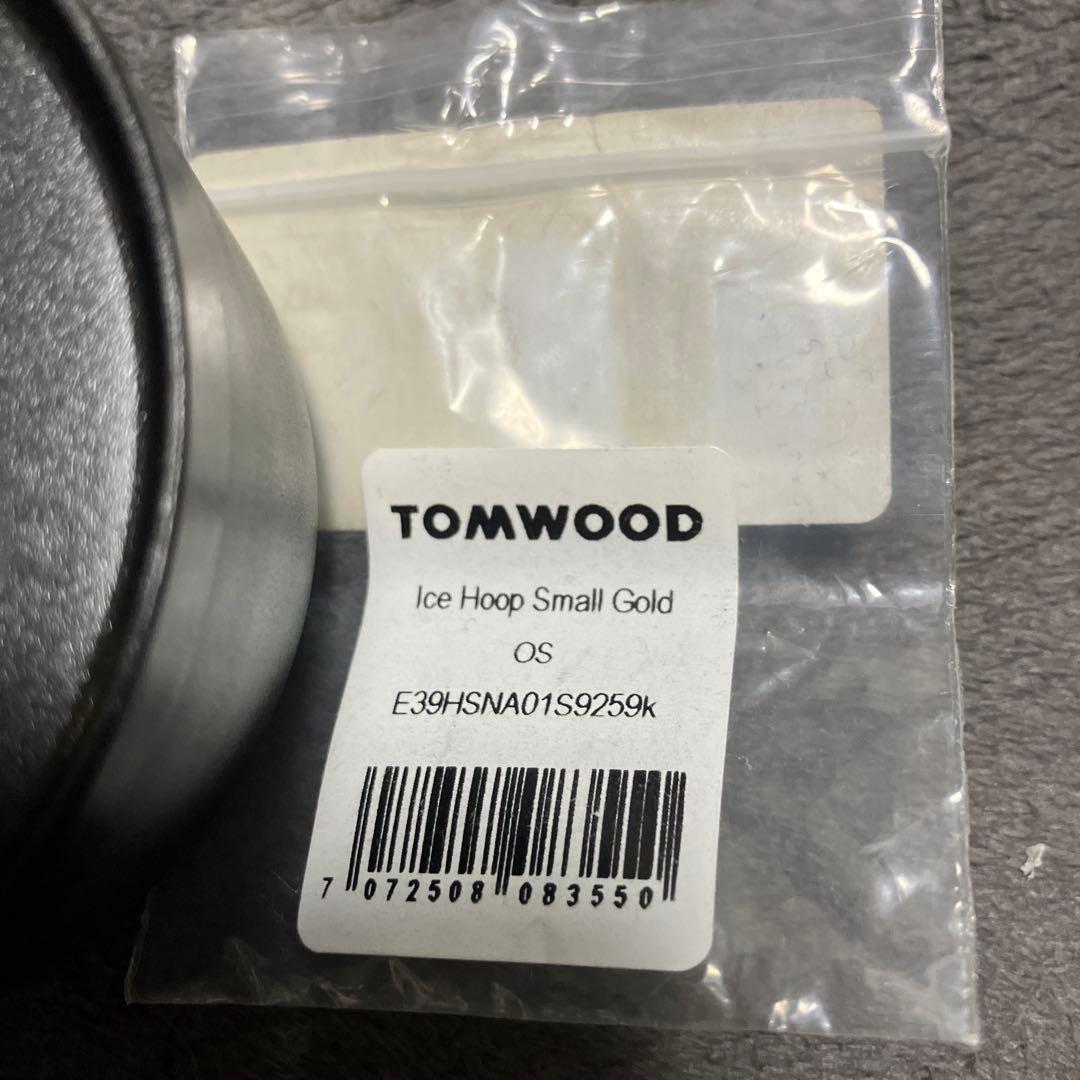 TOMWOOD
Ice Hoop Small Gold
OS
E39HSNA01S9259k
7 072508 083550